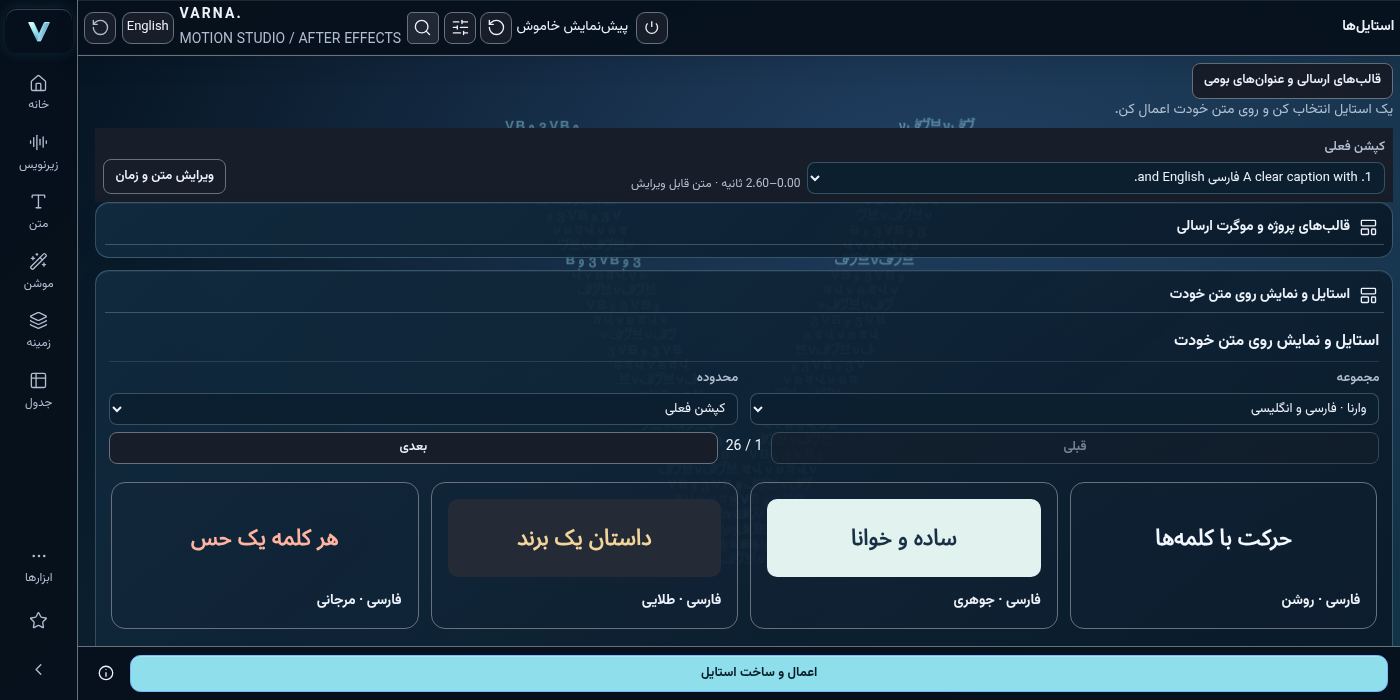 استایل‌ها
پیش‌نمایش خاموش
VARNA.
MOTION STUDIO / AFTER EFFECTS
English
خانه
زیرنویس
متن
موشن
زمینه
جدول
ابزارها
قالب‌های ارسالی و عنوان‌های بومی
یک استایل انتخاب کن و روی متن خودت اعمال کن.
کپشن فعلی
1. A clear caption with فارسی and English.
0.00–2.60 ثانیه · متن قابل ویرایش
ویرایش متن و زمان
قالب‌های پروژه و موگرت ارسالی
استایل و نمایش روی متن خودت
استایل و نمایش روی متن خودت
مجموعه
محدوده
وارنا · فارسی و انگلیسی
کپشن فعلی
قبلی
1 / 26
بعدی
حرکت با کلمه‌ها
فارسی · روشن
ساده و خوانا
فارسی · جوهری
داستان یک برند
فارسی · طلایی
هر کلمه یک حس
فارسی · مرجانی
اعمال و ساخت استایل